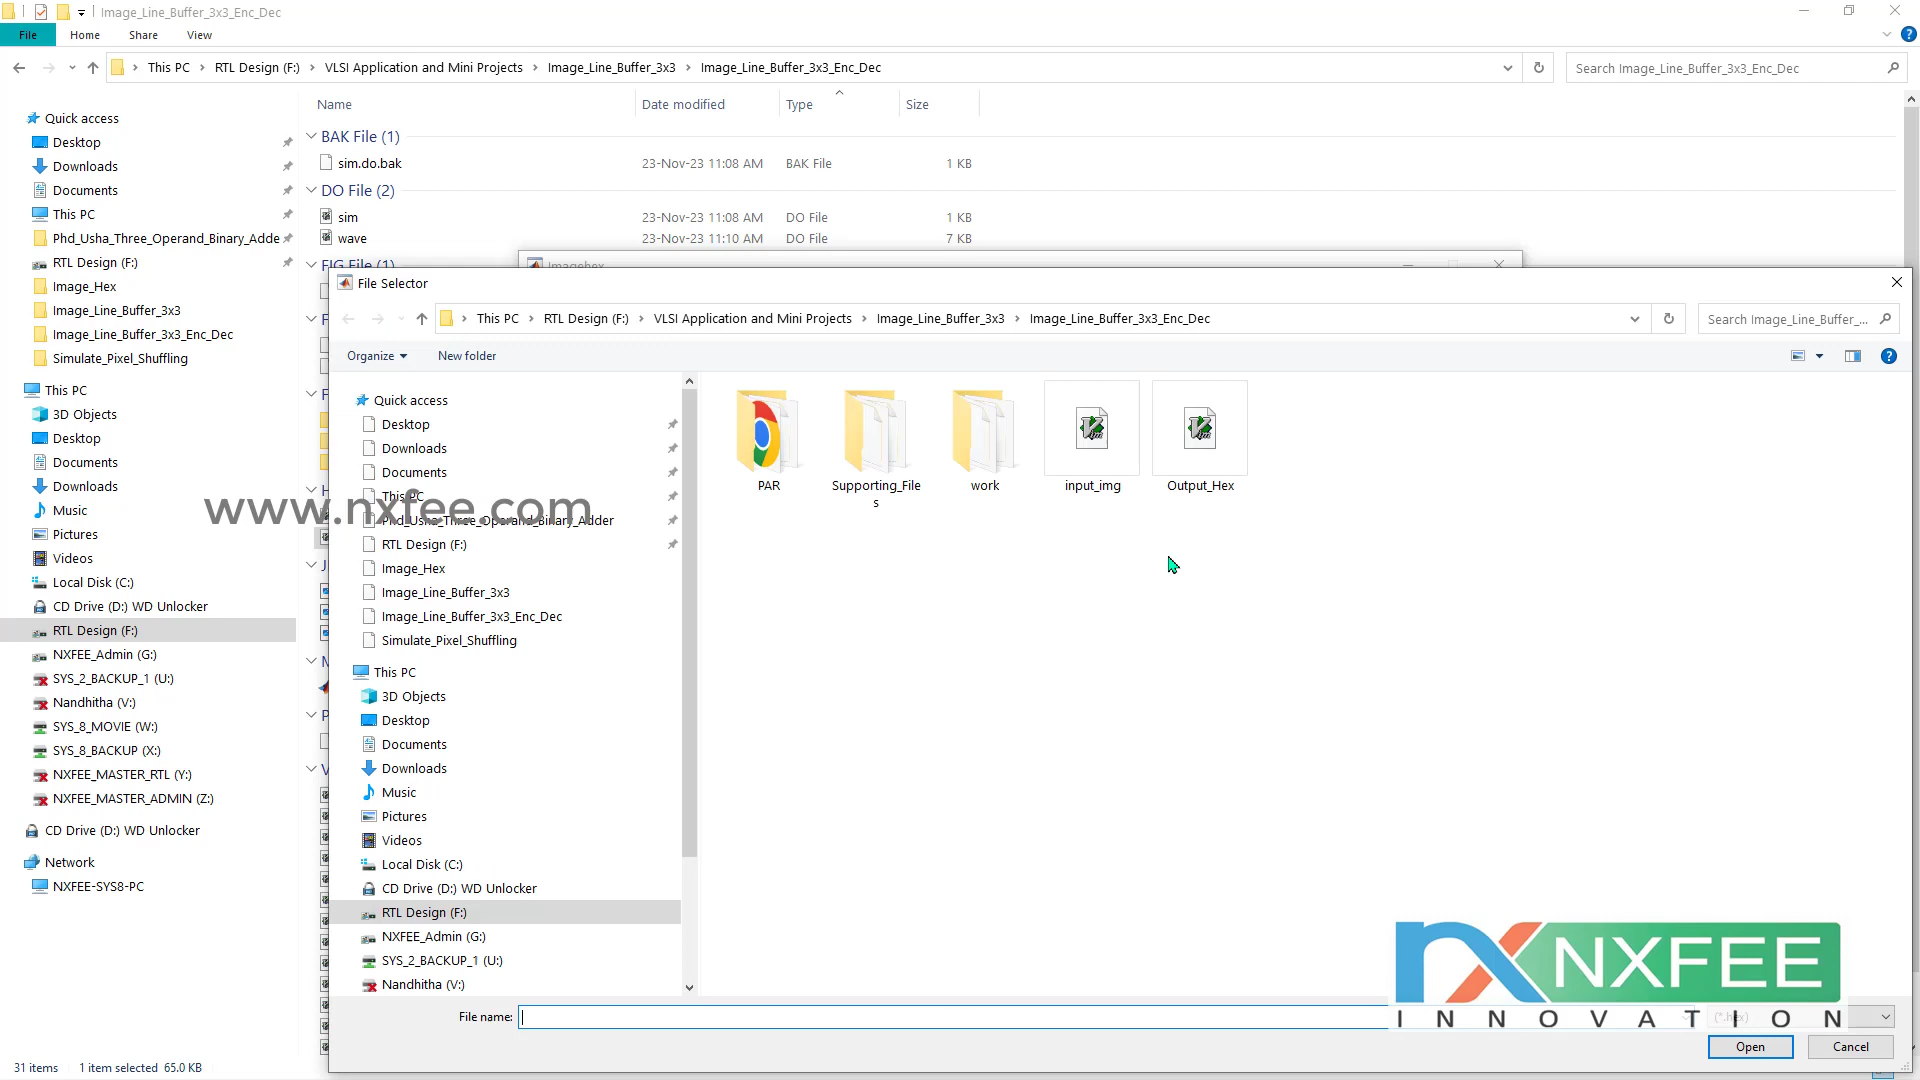 Image_Line_Buffer_3x3_Enc_Dec
File
Home
Share
View
This PC
RTL Design (F:)
VLSI Application and Mini Projects
Image_Line_Buffer_3x3
Image_Line_Buffer_3x3_Enc_Dec
Search Image_Line_Buffer_3x3_Enc_Dec
Name
Date modified
Type
Size
BAK File (1)
sim.do.bak
23-Nov-23 11:08 AM
BAK File
1 KB
DO File (2)
sim
23-Nov-23 11:08 AM
DO File
1 KB
wave
23-Nov-23 11:10 AM
DO File
7 KB
FIG File (1)
Quick access
Desktop
Downloads
Documents
This PC
Phd_Usha_Three_Operand_Binary_Adde
RTL Design (F:)
Image_Hex
Image_Line_Buffer_3x3
Image_Line_Buffer_3x3_Enc_Dec
Simulate_Pixel_Shuffling
This PC
3D Objects
Desktop
Documents
Downloads
Music
Pictures
Videos
Local Disk (C:)
CD Drive (D:) WD Unlocker
RTL Design (F:)
NXFEE_Admin (G:)
SYS_2_BACKUP_1 (U:)
Nandhitha (V:)
SYS_8_MOVIE (W:)
SYS_8_BACKUP (X:)
NXFEE_MASTER_RTL (Y:)
NXFEE_MASTER_ADMIN (Z:)
CD Drive (D:) WD Unlocker
Network
NXFEE-SYS8-PC
31 items
1 item selected 65.0 KB
Imagehex
File Selector
This PC
RTL Design (F:)
VLSI Application and Mini Projects
Image_Line_Buffer_3x3
Image_Line_Buffer_3x3_Enc_Dec
Search Image_Line_Buffer_...
Organize
New folder
Quick access
Desktop
Downloads
Documents
This PC
Phd_Usha_Three_Operand_Binary_Adder
RTL Design (F:)
Image_Hex
Image_Line_Buffer_3x3
Image_Line_Buffer_3x3_Enc_Dec
Simulate_Pixel_Shuffling
This PC
3D Objects
Desktop
Documents
Downloads
Music
Pictures
Videos
Local Disk (C:)
CD Drive (D:) WD Unlocker
RTL Design (F:)
NXFEE_Admin (G:)
SYS_2_BACKUP_1 (U:)
Nandhitha (V:)
PAR
Supporting_File
s
work
input_img
Output_Hex
File name:
(*.hex)
Open
Cancel
www.nxfee.com
NXFEE
INNOVATION